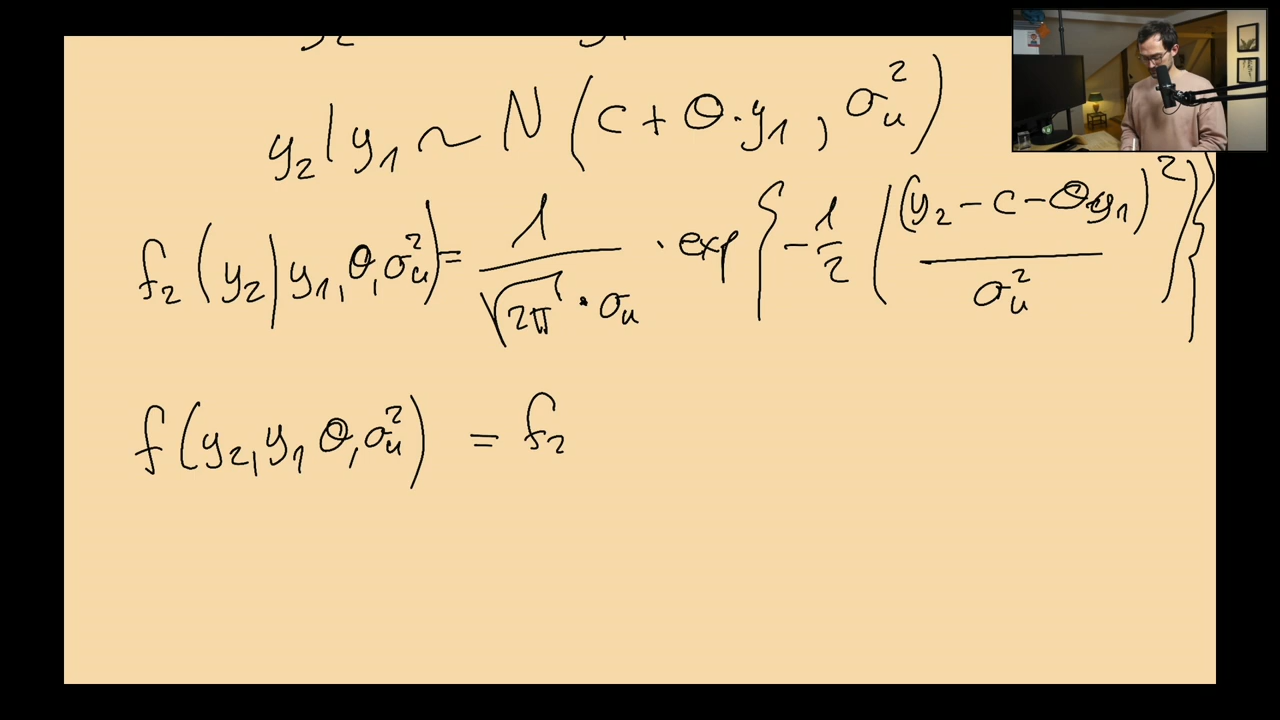 y₂|y₁ ~ N(c + θ·y₁, σᵤ²)
f₂(y₂|y₁,θ,σᵤ²) = 1/(√2π · σᵤ) · exp{-1/2 ((y₂ - c - θy₁)²/σᵤ²)}
f(y₂,y₁ θ,σᵤ²) = f₂